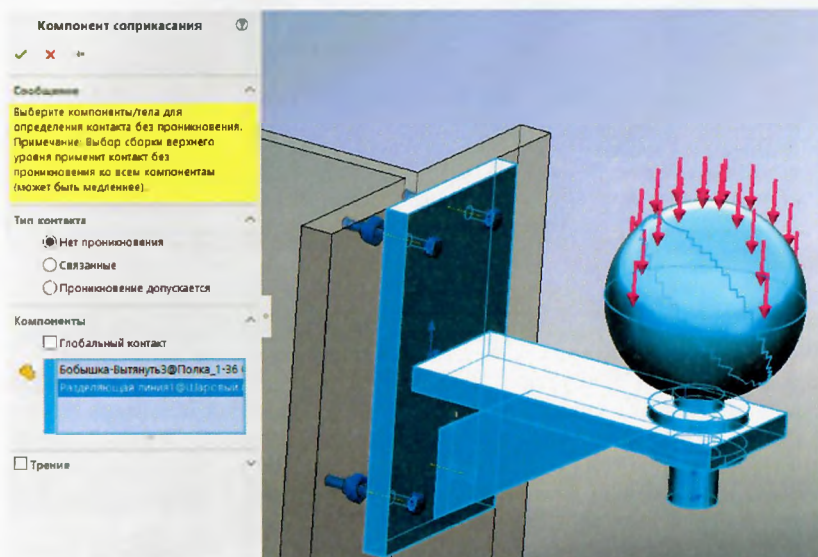 Компонент соприкасания
Сообщение
Выберите компоненты/тела для
определения контакта без проникновения.
Примечание: Выбор сборки верхнего
уровня применит контакт без
проникновения ко всем компонентам
(может быть медленнее).
Тип контакта
Нет проникновения
Связанные
Проникновение допускается
Компоненты
Глобальный контакт
Бобышка-Вытянуть3@Полка_1-36
Разделяющая линия1@Шаровый
Трение